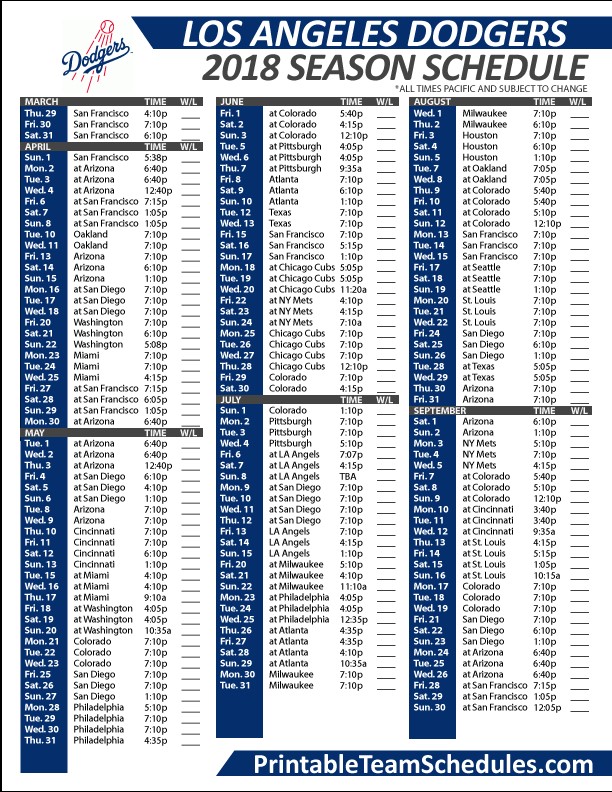 Dodgers
LOS ANGELES DODGERS
2018 SEASON SCHEDULE
*ALL TIMES PACIFIC AND SUBJECT TO CHANGE
MARCH TIME W/L
Thu. 29 San Francisco 4:10p
Fri. 30 San Francisco 7:10p
Sat. 31 San Francisco 6:10p
APRIL TIME W/L
Sun. 1 San Francisco 5:38p
Mon. 2 at Arizona 6:40p
Tue. 3 at Arizona 6:40p
Wed. 4 at Arizona 12:40p
Fri. 6 at San Francisco 7:15p
Sat. 7 at San Francisco 1:05p
Sun. 8 at San Francisco 1:05p
Tue. 10 Oakland 7:10p
Wed. 11 Oakland 7:10p
Fri. 13 Arizona 7:10p
Sat. 14 Arizona 6:10p
Sun. 15 Arizona 1:10p
Mon. 16 at San Diego 7:10p
Tue. 17 at San Diego 7:10p
Wed. 18 at San Diego 7:10p
Fri. 20 Washington 7:10p
Sat. 21 Washington 6:10p
Sun. 22 Washington 5:08p
Mon. 23 Miami 7:10p
Tue. 24 Miami 7:10p
Wed. 25 Miami 4:15p
Fri. 27 at San Francisco 7:15p
Sat. 28 at San Francisco 6:05p
Sun. 29 at San Francisco 1:05p
Mon. 30 at Arizona 6:40p
MAY TIME W/L
Tue. 1 at Arizona 6:40p
Wed. 2 at Arizona 6:40p
Thu. 3 at Arizona 12:40p
Fri. 4 at San Diego 6:10p
Sat. 5 at San Diego 4:10p
Sun. 6 at San Diego 1:10p
Tue. 8 Arizona 7:10p
Wed. 9 Arizona 7:10p
Thu. 10 Cincinnati 7:10p
Fri. 11 Cincinnati 7:10p
Sat. 12 Cincinnati 6:10p
Sun. 13 Cincinnati 1:10p
Tue. 15 at Miami 4:10p
Wed. 16 at Miami 4:10p
Thu. 17 at Miami 9:10a
Fri. 18 at Washington 4:05p
Sat. 19 at Washington 4:05p
Sun. 20 at Washington 10:35a
Mon. 21 Colorado 7:10p
Tue. 22 Colorado 7:10p
Wed. 23 Colorado 7:10p
Fri. 25 San Diego 7:10p
Sat. 26 San Diego 7:10p
Sun. 27 San Diego 1:10p
Mon. 28 Philadelphia 5:10p
Tue. 29 Philadelphia 7:10p
Wed. 30 Philadelphia 7:10p
Thu. 31 Philadelphia 4:35p
JUNE TIME W/L
Fri. 1 at Colorado 5:40p
Sat. 2 at Colorado 4:15p
Sun. 3 at Colorado 12:10p
Tue. 5 at Pittsburgh 4:05p
Wed. 6 at Pittsburgh 4:05p
Thu. 7 at Pittsburgh 9:35a
Fri. 8 Atlanta 7:10p
Sat. 9 Atlanta 6:10p
Sun. 10 Atlanta 1:10p
Tue. 12 Texas 7:10p
Wed. 13 Texas 7:10p
Fri. 15 San Francisco 7:10p
Sat. 16 San Francisco 5:15p
Sun. 17 San Francisco 1:10p
Mon. 18 at Chicago Cubs 5:05p
Tue. 19 at Chicago Cubs 5:05p
Wed. 20 at Chicago Cubs 11:20a
Fri. 22 at NY Mets 4:10p
Sat. 23 at NY Mets 4:15p
Sun. 24 at NY Mets 7:10a
Mon. 25 Chicago Cubs 7:10p
Tue. 26 Chicago Cubs 7:10p
Wed. 27 Chicago Cubs 7:10p
Thu. 28 Chicago Cubs 12:10p
Fri. 29 Colorado 7:10p
Sat. 30 Colorado 4:15p
JULY TIME W/L
Sun. 1 Colorado 1:10p
Mon. 2 Pittsburgh 7:10p
Tue. 3 Pittsburgh 7:10p
Wed. 4 Pittsburgh 5:10p
Fri. 6 at LA Angels 7:07p
Sat. 7 at LA Angels 4:15p
Sun. 8 at LA Angels TBA
Mon. 9 at San Diego 7:10p
Tue. 10 at San Diego 7:10p
Wed. 11 at San Diego 7:10p
Thu. 12 at San Diego 7:10p
Fri. 13 LA Angels 7:10p
Sat. 14 LA Angels 4:15p
Sun. 15 LA Angels 1:10p
Fri. 20 at Milwaukee 5:10p
Sat. 21 at Milwaukee 4:10p
Sun. 22 at Milwaukee 11:10a
Mon. 23 at Philadelphia 4:05p
Tue. 24 at Philadelphia 4:05p
Wed. 25 at Philadelphia 12:35p
Thu. 26 at Atlanta 4:35p
Fri. 27 at Atlanta 4:35p
Sat. 28 at Atlanta 4:10p
Sun. 29 at Atlanta 10:35a
Mon. 30 Milwaukee 7:10p
Tue. 31 Milwaukee 7:10p
AUGUST TIME W/L
Wed. 1 Milwaukee 7:10p
Thu. 2 Milwaukee 6:10p
Fri. 3 Houston 7:10p
Sat. 4 Houston 6:10p
Sun. 5 Houston 1:10p
Tue. 7 at Oakland 7:05p
Wed. 8 at Oakland 7:05p
Thu. 9 at Colorado 5:40p
Fri. 10 at Colorado 5:40p
Sat. 11 at Colorado 5:10p
Sun. 12 at Colorado 12:10p
Mon. 13 San Francisco 7:10p
Tue. 14 San Francisco 7:10p
Wed. 15 San Francisco 7:10p
Fri. 17 at Seattle 7:10p
Sat. 18 at Seattle 7:10p
Sun. 19 at Seattle 1:10p
Mon. 20 St. Louis 7:10p
Tue. 21 St. Louis 7:10p
Wed. 22 St. Louis 7:10p
Fri. 24 San Diego 7:10p
Sat. 25 San Diego 6:10p
Sun. 26 San Diego 1:10p
Tue. 28 at Texas 5:05p
Wed. 29 at Texas 5:05p
Thu. 30 Arizona 7:10p
Fri. 31 Arizona 7:10p
SEPTEMBER TIME W/L
Sat. 1 Arizona 6:10p
Sun. 2 Arizona 1:10p
Mon. 3 NY Mets 5:10p
Tue. 4 NY Mets 7:10p
Wed. 5 NY Mets 4:15p
Fri. 7 at Colorado 5:40p
Sat. 8 at Colorado 5:10p
Sun. 9 at Colorado 12:10p
Mon. 10 at Cincinnati 3:40p
Tue. 11 at Cincinnati 3:40p
Wed. 12 at Cincinnati 9:35a
Thu. 13 at St. Louis 4:15p
Fri. 14 at St. Louis 5:15p
Sat. 15 at St. Louis 1:05p
Sun. 16 at St. Louis 10:15a
Mon. 17 Colorado 7:10p
Tue. 18 Colorado 7:10p
Wed. 19 Colorado 7:10p
Fri. 21 San Diego 7:10p
Sat. 22 San Diego 6:10p
Sun. 23 San Diego 1:10p
Mon. 24 at Arizona 6:40p
Tue. 25 at Arizona 6:40p
Wed. 26 at Arizona 6:40p
Fri. 28 at San Francisco 7:15p
Sat. 29 at San Francisco 1:05p
Sun. 30 at San Francisco 12:05p
PrintableTeamSchedules.com